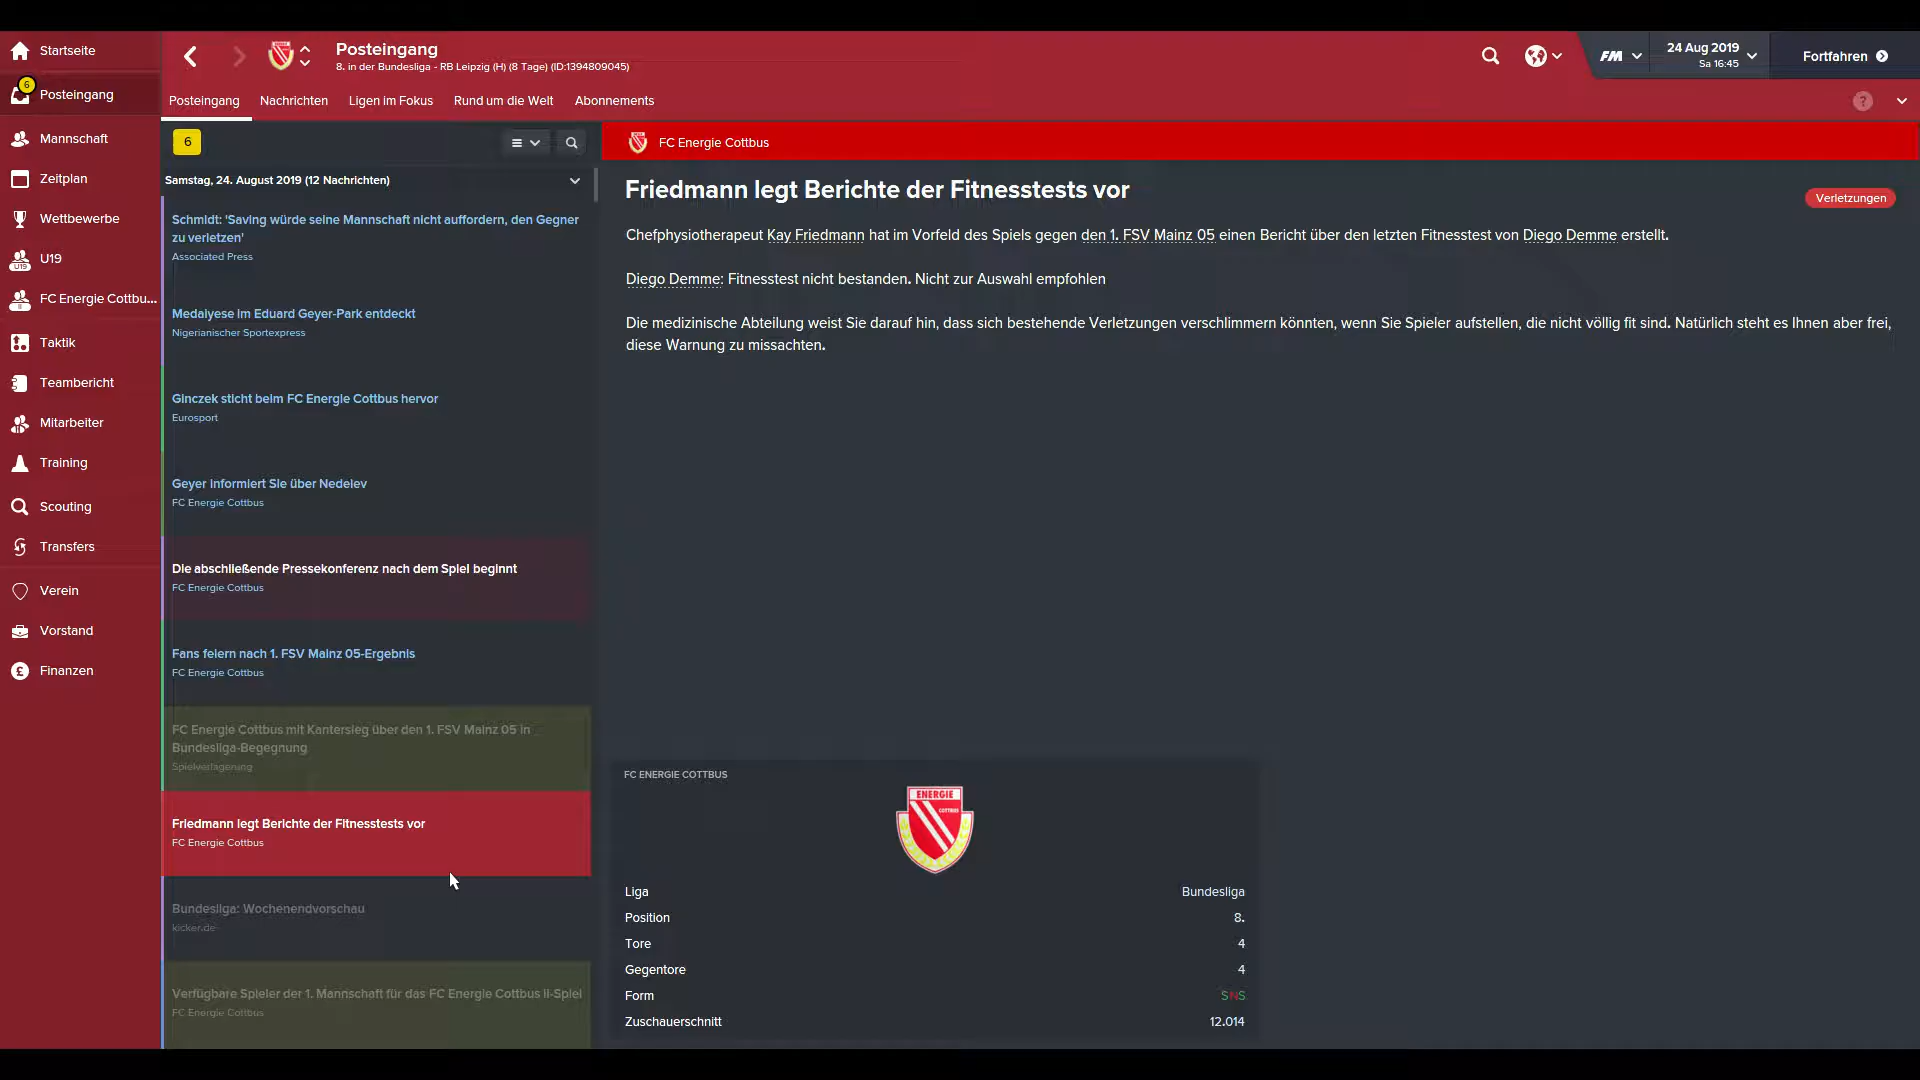 Startseite
6
Posteingang
Mannschaft
Zeitplan
Wettbewerbe
U19
U19
FC Energie Cottbu...
II
Taktik
Teambericht
Mitarbeiter
Training
Scouting
Transfers
Verein
Vorstand
Finanzen
Posteingang
8. in der Bundesliga - RB Leipzig (H) (8 Tage) (ID:1394809045)
FM
24 Aug 2019
Sa 16:45
Fortfahren
Posteingang Nachrichten Ligen im Fokus Rund um die Welt Abonnements
?
6
Samstag, 24. August 2019 (12 Nachrichten)
Schmidt: 'Saving würde seine Mannschaft nicht auffordern, den Gegner
zu verletzen'
Associated Press
Medaiyese im Eduard Geyer-Park entdeckt
Nigerianischer Sportexpress
Ginczek sticht beim FC Energie Cottbus hervor
Eurosport
Geyer informiert Sie über Nedelev
FC Energie Cottbus
Die abschließende Pressekonferenz nach dem Spiel beginnt
FC Energie Cottbus
Fans feiern nach 1. FSV Mainz 05-Ergebnis
FC Energie Cottbus
FC Energie Cottbus mit Kantersieg über den 1. FSV Mainz 05 in
Bundesliga-Begegnung
Spielverlagerung
Friedmann legt Berichte der Fitnesstests vor
FC Energie Cottbus
Bundesliga: Wochenendvorschau
kicker.de
Verfügbare Spieler der 1. Mannschaft für das FC Energie Cottbus II-Spiel
FC Energie Cottbus
FC Energie Cottbus
Friedmann legt Berichte der Fitnesstests vor
Verletzungen
Chefphysiotherapeut Kay Friedmann hat im Vorfeld des Spiels gegen den 1. FSV Mainz 05 einen Bericht über den letzten Fitnesstest von Diego Demme erstellt.
Diego Demme: Fitnesstest nicht bestanden. Nicht zur Auswahl empfohlen
Die medizinische Abteilung weist Sie darauf hin, dass sich bestehende Verletzungen verschlimmern könnten, wenn Sie Spieler aufstellen, die nicht völlig fit sind. Natürlich steht es Ihnen aber frei,
diese Warnung zu missachten.
FC ENERGIE COTTBUS
ENERGIE
COTTBUS
Liga Bundesliga
Position 8.
Tore 4
Gegentore 4
Form SNS
Zuschauerschnitt 12.014